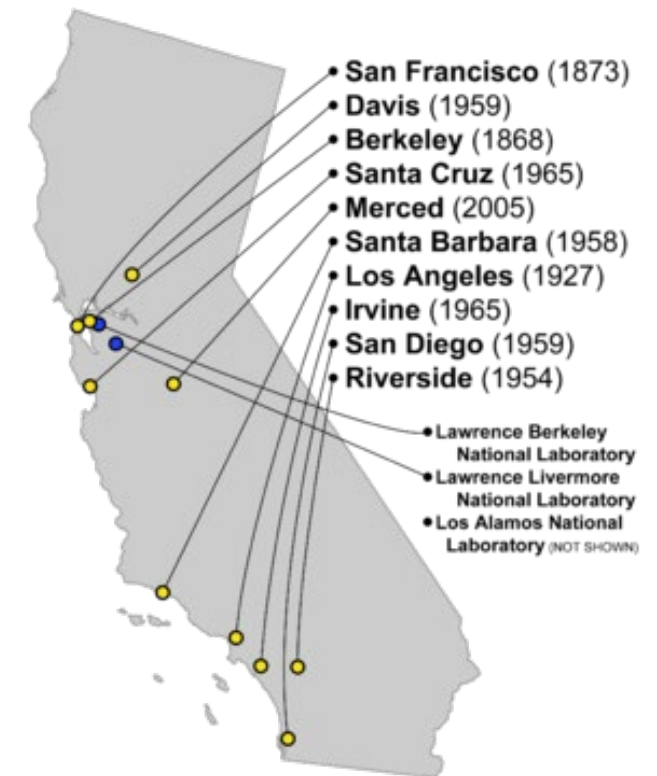 San Francisco (1873)
Davis (1959)
Berkeley (1868)
Santa Cruz (1965)
Merced (2005)
Santa Barbara (1958)
Los Angeles (1927)
Irvine (1965)
San Diego (1959)
Riverside (1954)
Lawrence Berkeley
National Laboratory
Lawrence Livermore
National Laboratory
Los Alamos National
Laboratory (NOT SHOWN)